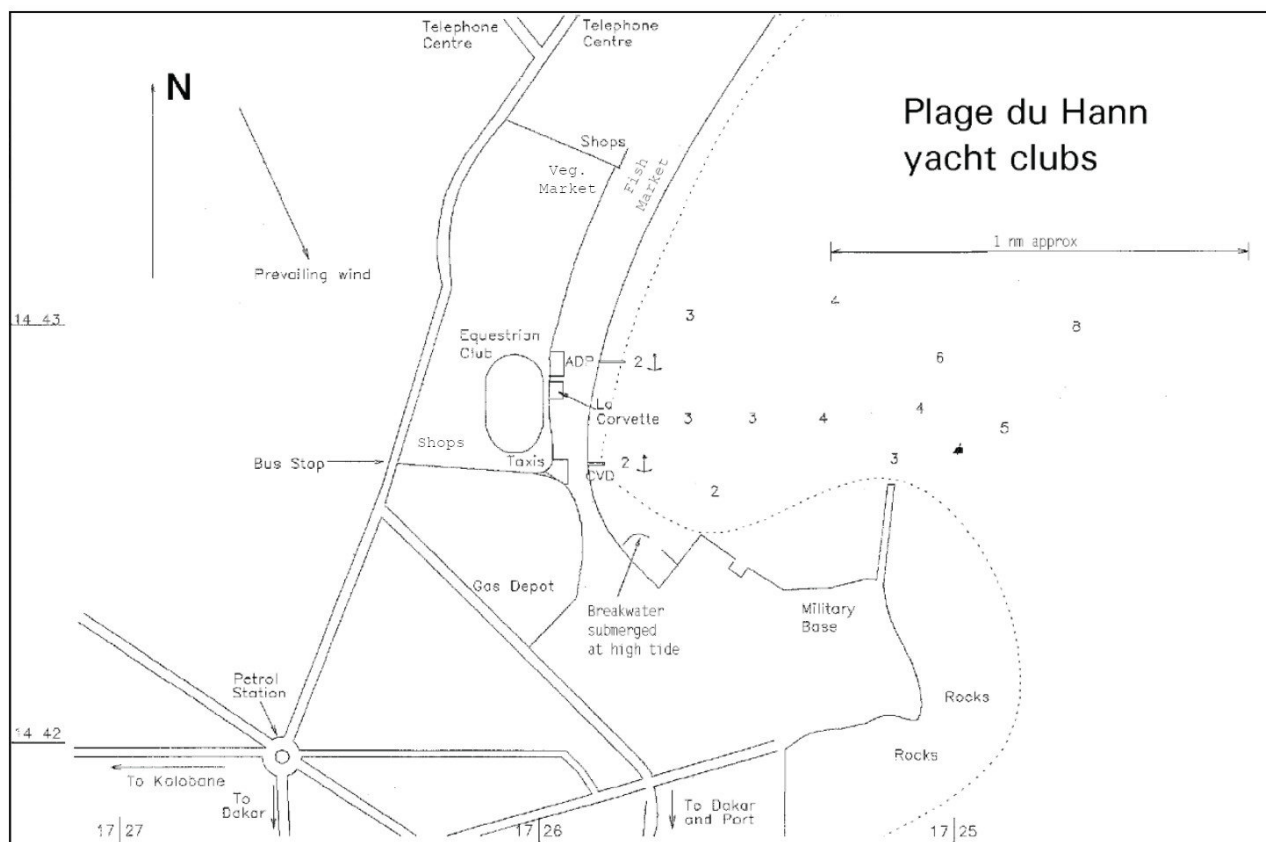 Telephone
Centre
Telephone
Centre
N
Plage du Hann
yacht clubs
Shops
Veg.
Market
Fish
Market
1 nm approx
Prevailing wind
4
3
14 43
8
Equestrian
Club
ADP
2
6
La
Corvette
3
3
4
4
5
Shops
Bus Stop
Taxis
CVD
2
3
2
Gas Depot
Breakwater
submerged
at high tide
Military
Base
Petrol
Station
Rocks
14 42
Rocks
To Kolobane
To
Dakar
To Dakar
and Port
17 27
17 26
17 25